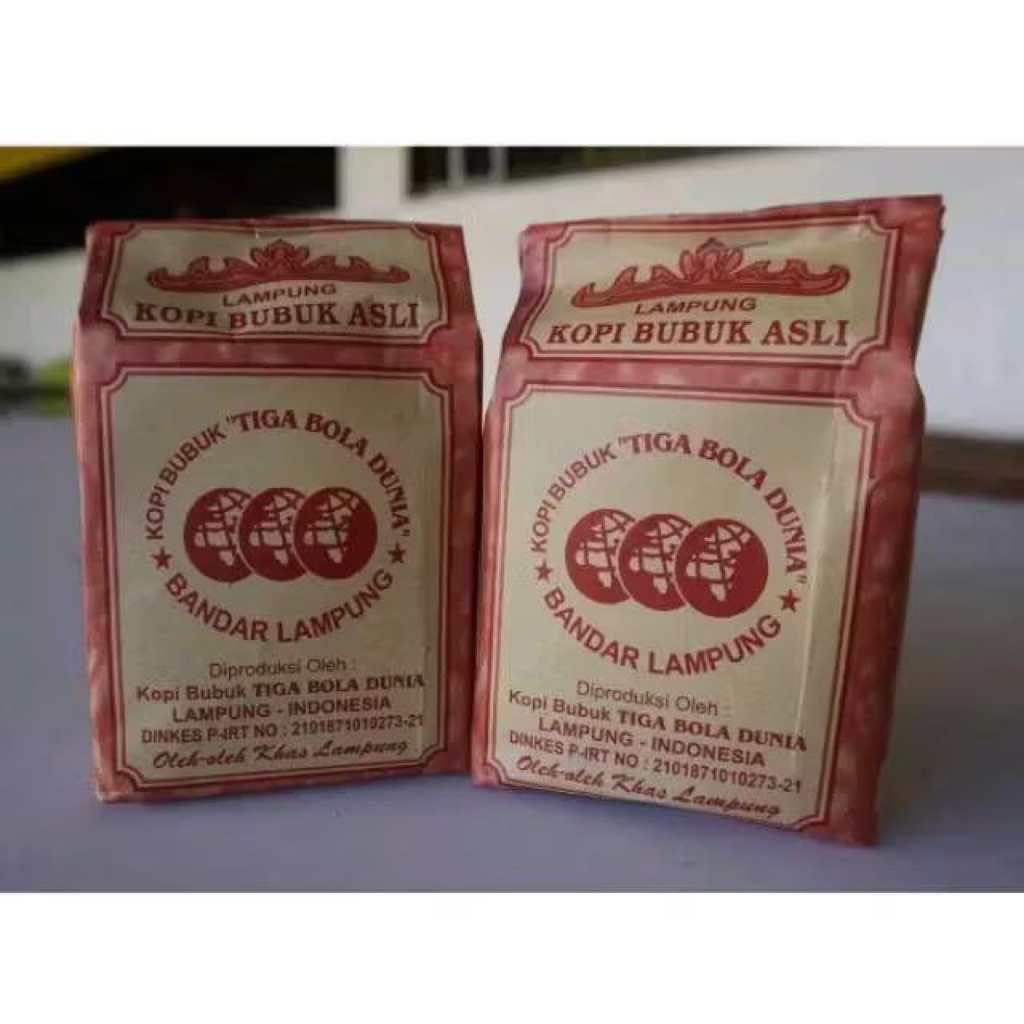 LAMPUNG
KOPI BUBUK ASLI
KOPI BUBUK "TIGA BOLA DUNIA"
★ BANDAR LAMPUNG ★
Diproduksi Oleh :
Kopi Bubuk TIGA BOLA DUNIA
LAMPUNG - INDONESIA
DINKES P-IRT NO : 2101871010273-21
Oleh-oleh Khas Lampung
LAMPUNG
KOPI BUBUK ASLI
KOPI BUBUK "TIGA BOLA DUNIA"
★ BANDAR LAMPUNG ★
Diproduksi Oleh :
Kopi Bubuk TIGA BOLA DUNIA
LAMPUNG - INDONESIA
DINKES P-IRT NO : 2101871010273-21
Oleh-oleh Khas Lampung